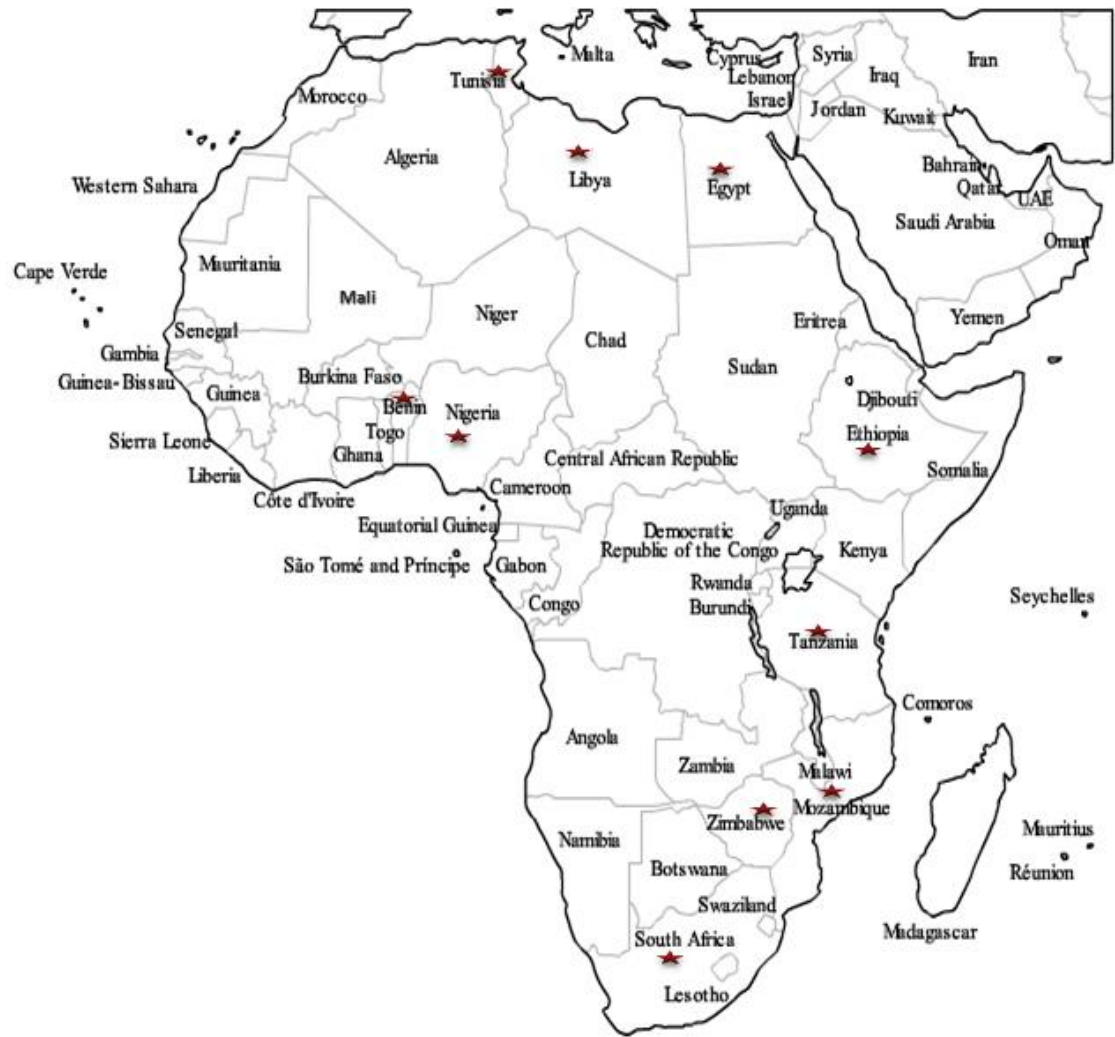 Malta
Cyprus
Syria
Iran
Tunisia
Lebanon
Iraq
Morocco
Israel
Jordan
Kuwait
Algeria
Libya
Egypt
Bahrain
Qatar
UAE
Western Sahara
Saudi Arabia
Oman
Mauritania
Cape Verde
Mali
Niger
Eritrea
Yemen
Senegal
Chad
Gambia
Sudan
Guinea-Bissau
Burkina Faso
Guinea
Benin
Nigeria
Djibouti
Togo
Ethiopia
Sierra Leone
Ghana
Central African Republic
Somalia
Liberia
Cameroon
Côte d'Ivoire
Uganda
Equatorial Guinea
Democratic
Republic of the Congo
Kenya
São Tomé and Príncipe
Gabon
Rwanda
Congo
Burundi
Seychelles
Tanzania
Comoros
Angola
Zambia
Malawi
Mozambique
Zimbabwe
Namibia
Mauritius
Botswana
Réunion
Swaziland
Madagascar
South Africa
Lesotho